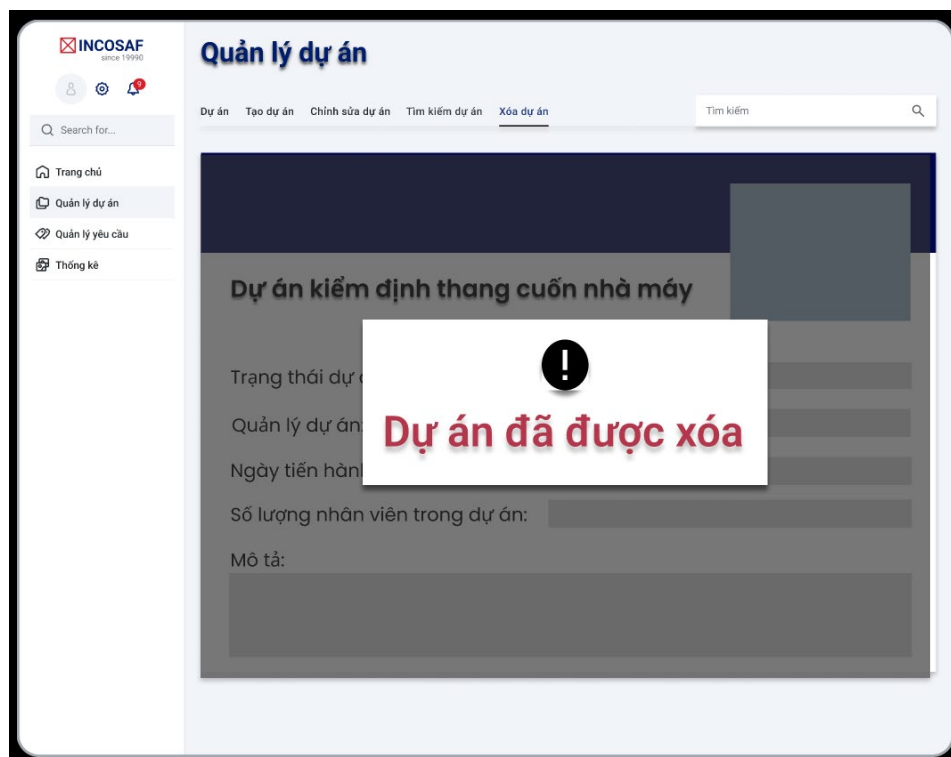 INCOSAF
since 19990
9
Search for...
Trang chủ
Quản lý dự án
Quản lý yêu cầu
Thống kê
Quản lý dự án
Dự án Tạo dự án Chỉnh sửa dự án Tìm kiếm dự án Xóa dự án
Tìm kiếm
Dự án kiểm định thang cuốn nhà máy
Trạng thái dự
Quản lý dự án:
Ngày tiến hành
Số lượng nhân viên trong dự án:
Mô tả:
!
Dự án đã được xóa